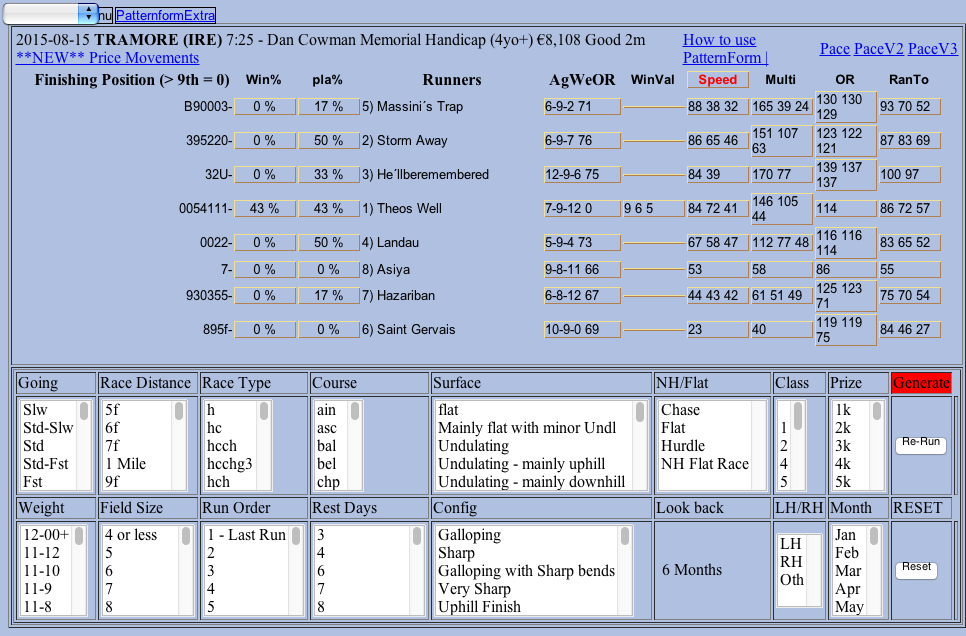 nu PatternformExtra
2015-08-15 TRAMORE (IRE) 7:25 - Dan Cowman Memorial Handicap (4yo+) €8,108 Good 2m
**NEW** Price Movements
How to use
PatternForm |
Pace PaceV2 PaceV3
Finishing Position (> 9th = 0) Win% pla% Runners AgWeOR WinVal Speed Multi OR RanTo
B90003- 0 % 17 % 5) Massini´s Trap 6-9-2 71 88 38 32 165 39 24 130 130 129 93 70 52
395220- 0 % 50 % 2) Storm Away 6-9-7 76 86 65 46 151 107 63 123 122 121 87 83 69
32U- 0 % 33 % 3) He´llberemembered 12-9-6 75 84 39 170 77 139 137 137 100 97
0054111- 43 % 43 % 1) Theos Well 7-9-12 0 9 6 5 84 72 41 146 105 44 114 86 72 57
0022- 0 % 50 % 4) Landau 5-9-4 73 67 58 47 112 77 48 116 116 114 83 65 52
7- 0 % 0 % 8) Asiya 9-8-11 66 53 58 86 55
930355- 0 % 17 % 7) Hazariban 6-8-12 67 44 43 42 61 51 49 125 123 71 75 70 54
895f- 0 % 0 % 6) Saint Gervais 10-9-0 69 23 40 119 119 75 84 46 27
Going Race Distance Race Type Course Surface NH/Flat Class Prize Generate
Slw 5f h ain flat Chase 1k
Std-Slw 6f hc asc Mainly flat with minor Undl Flat 1 2k
Std 7f hcch bal Undulating Hurdle 2 3k
Std-Fst 1 Mile hcchg3 bel Undulating - mainly uphill NH Flat Race 4 4k
Fst 9f hch chp Undulating - mainly downhill 5 5k
Re-Run
Weight Field Size Run Order Rest Days Config Look back LH/RH Month RESET
12-00+ 4 or less 1 - Last Run 3 Galloping LH Jan
11-12 5 2 4 Sharp RH Feb
11-10 6 3 6 Galloping with Sharp bends 6 Months Oth Mar
11-9 7 4 7 Very Sharp Apr
11-8 8 5 8 Uphill Finish May
Reset